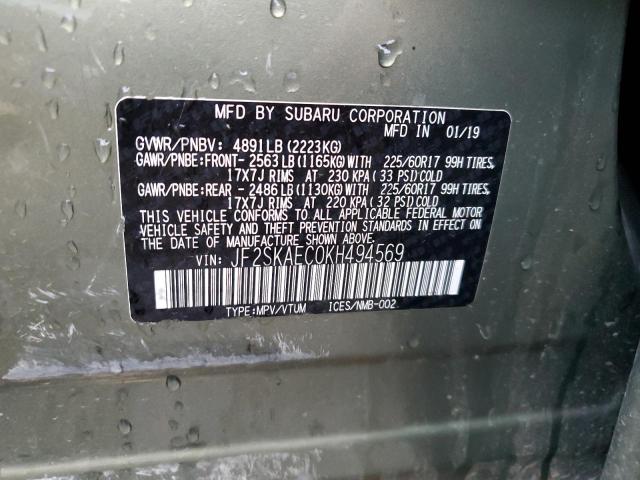 MFD BY SUBARU CORPORATION
MFD IN 01/19
GVWR/PNBV: 4891LB(2223KG)
GAWR/PNBE:FRONT- 2563LB(1165KG)WITH 225/60R17 99H TIRES,
17X7J RIMS AT 230 KPA(33 PSI)COLD
GAWR/PNBE:REAR - 2486LB(1130KG)WITH 225/60R17 99H TIRES,
17X7J RIMS AT 220 KPA(32 PSI)COLD
THIS VEHICLE CONFORMS TO ALL APPLICABLE FEDERAL MOTOR
VEHICLE SAFETY AND THEFT PREVENTION STANDARDS IN EFFECT ON
THE DATE OF MANUFACTURE SHOWN ABOVE.
VIN: JF2SKAEC0KH494569
TYPE:MPV/VTUM ICES/NMB-002